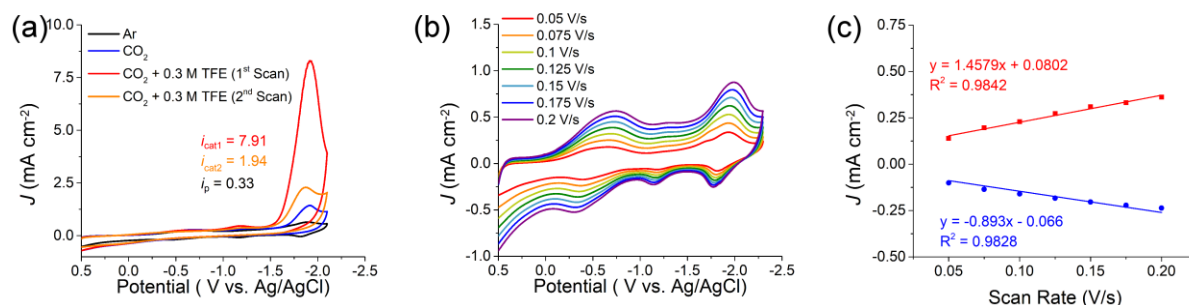 (a)
10.0
7.5
5.0
2.5
0.0
J (mA cm⁻²)
Ar
CO₂
CO₂ + 0.3 M TFE (1ˢᵗ Scan)
CO₂ + 0.3 M TFE (2ⁿᵈ Scan)
i_cat1 = 7.91
i_cat2 = 1.94
i_p = 0.33
0.5 0.0 -0.5 -1.0 -1.5 -2.0 -2.5
Potential ( V vs. Ag/AgCl)
(b)
1.5
1.0
0.5
0.0
0.5
1.0
J (mA cm⁻²)
0.05 V/s
0.075 V/s
0.1 V/s
0.125 V/s
0.15 V/s
0.175 V/s
0.2 V/s
0.5 0.0 -0.5 -1.0 -1.5 -2.0 -2.5
Potential ( V vs. Ag/AgCl)
(c)
0.75
0.50
0.25
0.00
-0.25
-0.50
J (mA cm⁻²)
y = 1.4579x + 0.0802
R² = 0.9842
y = -0.893x - 0.066
R² = 0.9828
0.05 0.10 0.15 0.20
Scan Rate (V/s)